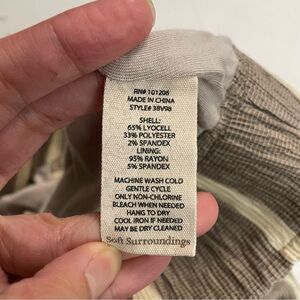 RN# 101206
MADE IN CHINA
STYLE# 3BV98
SHELL:
65% LYOCELL
33% POLYESTER
2% SPANDEX
LINING:
95% RAYON
5% SPANDEX
MACHINE WASH COLD
GENTLE CYCLE
ONLY NON-CHLORINE
BLEACH WHEN NEEDED
HANG TO DRY
COOL IRON IF NEEDED
MAY BE DRY CLEANED
Soft Surroundings